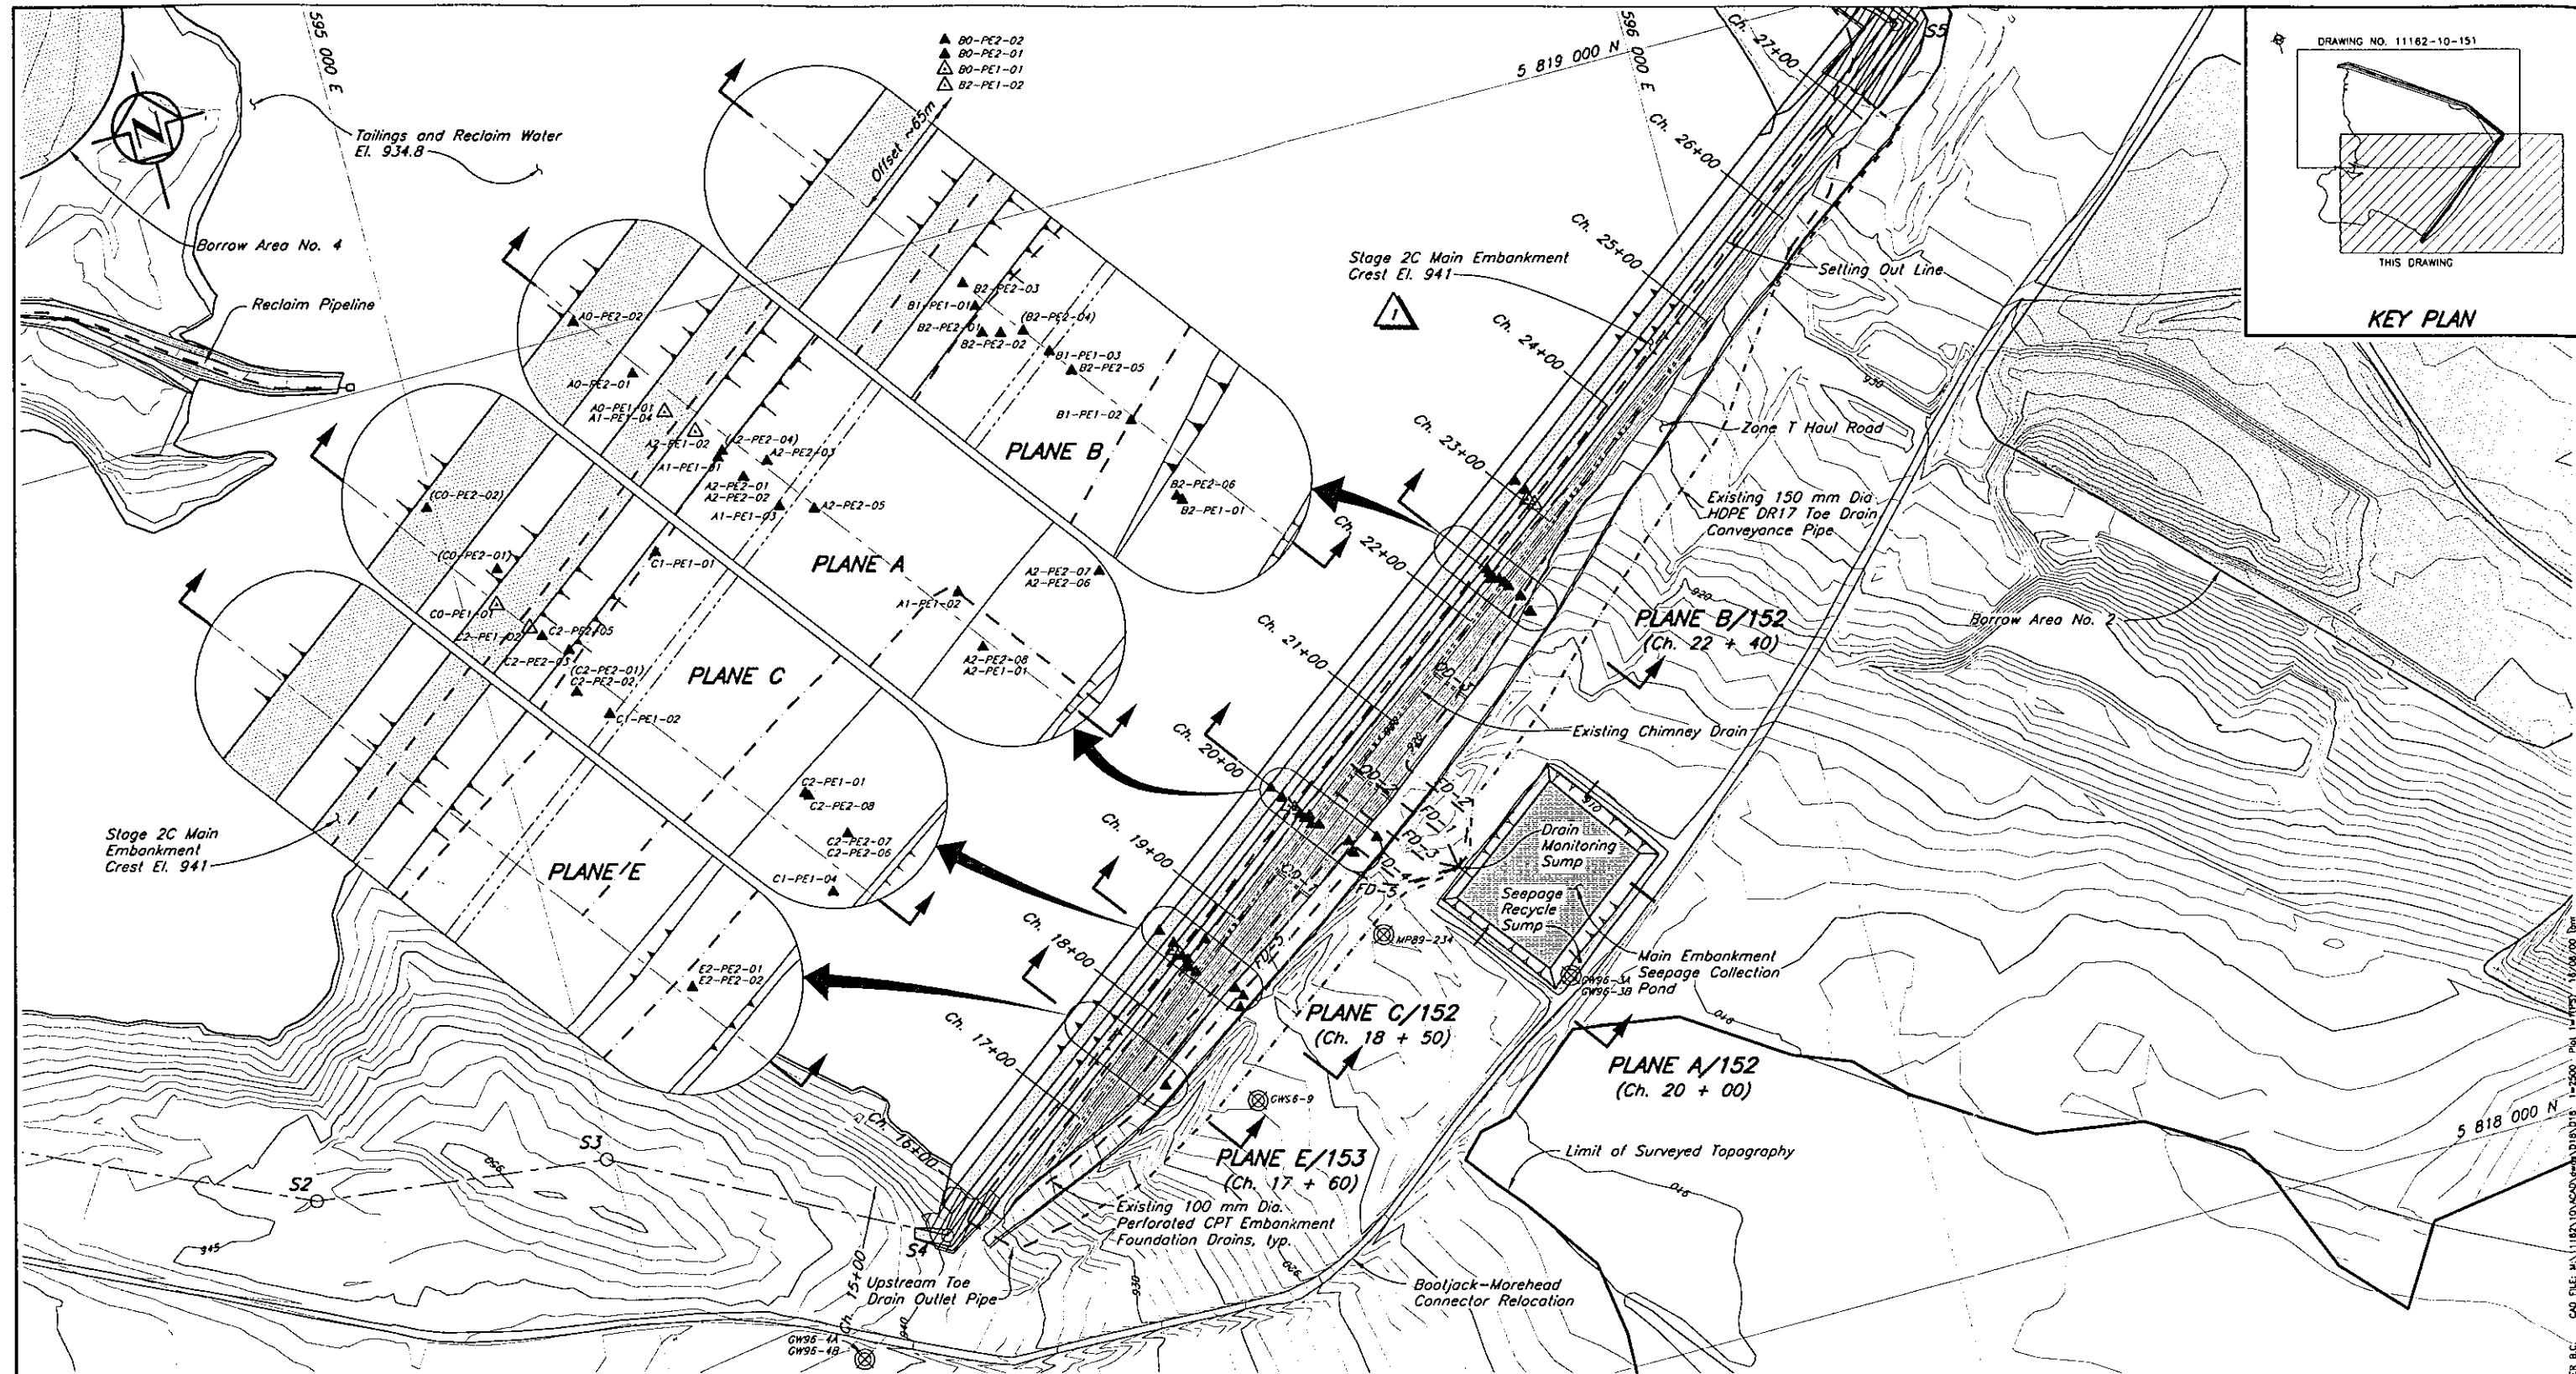 595 000 E
▲ B0-PE2-02
▲ B0-PE2-01
B0-PE1-01
B2-PE1-02
Offset ~65m
N
Tailings and Reclaim Water
El. 934.8
Borrow Area No. 4
Reclaim Pipeline
5 819 000 N
596 000 E
S5
Ch. 27+00
Ch. 26+00
Ch. 25+00
Ch. 24+00
Ch. 23+00
Ch. 22+00
Ch. 21+00
Ch. 20+00
Ch. 19+00
Ch. 18+00
Ch. 17+00
Ch. 16+00
Ch. 15+00
DRAWING NO. 11162-10-151
THIS DRAWING
KEY PLAN
Stage 2C Main Embankment
Crest El. 941
1
Setting Out Line
930
Zone T Haul Road
Existing 150 mm Dia
HDPE DR17 Toe Drain
Conveyance Pipe
920
Borrow Area No. 2
PLANE B/152
(Ch. 22 + 40)
Existing Chimney Drain
B2-PE2-03
B1-PE1-01
B2-PE2-01
(B2-PE2-04)
B2-PE2-02
B1-PE1-03
B2-PE2-05
B1-PE1-02
PLANE B
B2-PE2-06
B2-PE1-01
A0-PE2-02
A0-PE2-01
A0-PE1-01
A1-PE1-04
A2-PE1-02
(A2-PE2-04)
A2-PE2-03
A1-PE1-01
A2-PE2-01
A2-PE2-02
A1-PE1-03
A2-PE2-05
PLANE A
A2-PE2-07
A2-PE2-06
A1-PE1-02
A2-PE2-08
A2-PE1-01
(C0-PE2-02)
(C0-PE2-01)
C0-PE1-01
C1-PE1-01
C2-PE1-02
C2-PE2-05
C2-PE2-03
(C2-PE2-01)
C2-PE2-02
C1-PE1-02
PLANE C
C2-PE1-01
C2-PE2-08
C2-PE2-07
C2-PE2-06
C1-PE1-04
Stage 2C Main
Embankment
Crest El. 941
PLANE E
E2-PE2-01
E2-PE2-02
FD-2
FD-1
FD-3
FD-4
FD-5
910
Drain
Monitoring
Sump
Seepage
Recycle
Sump
MP89-234
GW96-3A
GW96-3B
Main Embankment
Seepage Collection
Pond
PLANE C/152
(Ch. 18 + 50)
PLANE A/152
(Ch. 20 + 00)
910
GW96-9
PLANE E/153
(Ch. 17 + 60)
Limit of Surveyed Topography
910
5 818 000 N
S2
S3
950
S4
945
Existing 100 mm Dia.
Perforated CPT Embankment
Foundation Drains, typ.
Upstream Toe
Drain Outlet Pipe
Bootjack-Morehead
Connector Relocation
920
930
940
GW96-4A
GW96-4B